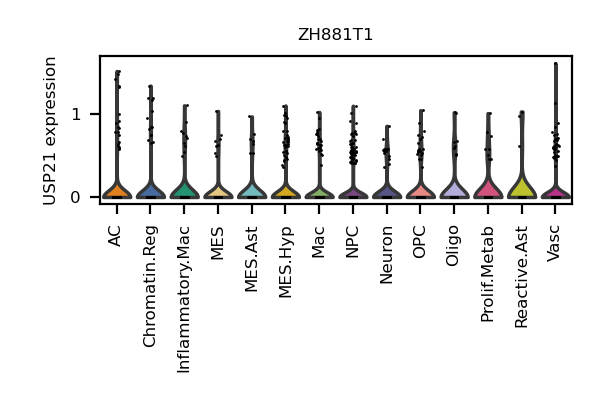 ZH881T1
USP21 expression
1
0
AC
Chromatin.Reg
Inflammatory.Mac
MES
MES.Ast
MES.Hyp
Mac
NPC
Neuron
OPC
Oligo
Prolif.Metab
Reactive.Ast
Vasc